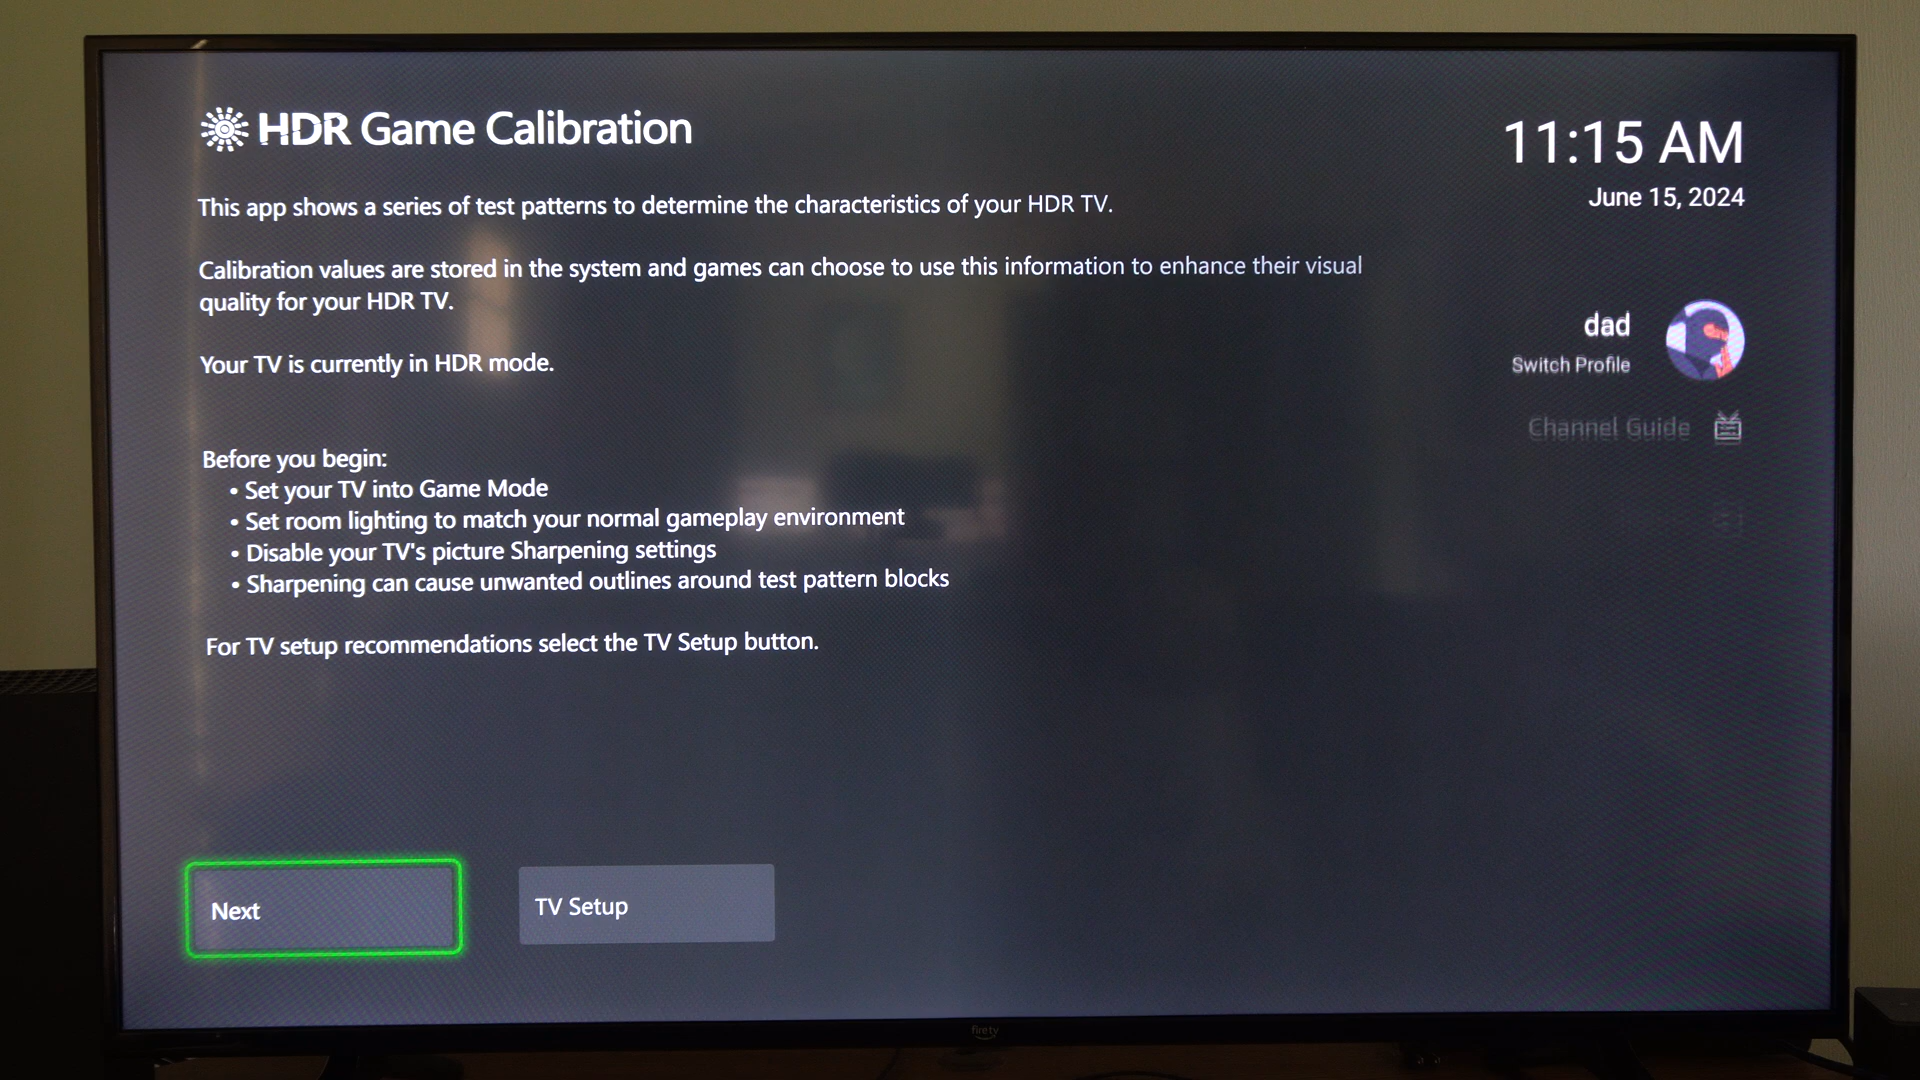 HDR Game Calibration
This app shows a series of test patterns to determine the characteristics of your HDR TV.
Calibration values are stored in the system and games can choose to use this information to enhance their visual
quality for your HDR TV.
Your TV is currently in HDR mode.
Before you begin:
• Set your TV into Game Mode
• Set room lighting to match your normal gameplay environment
• Disable your TV's picture Sharpening settings
• Sharpening can cause unwanted outlines around test pattern blocks
For TV setup recommendations select the TV Setup button.
Next
TV Setup
11:15 AM
June 15, 2024
dad
Switch Profile
Channel Guide
firetv